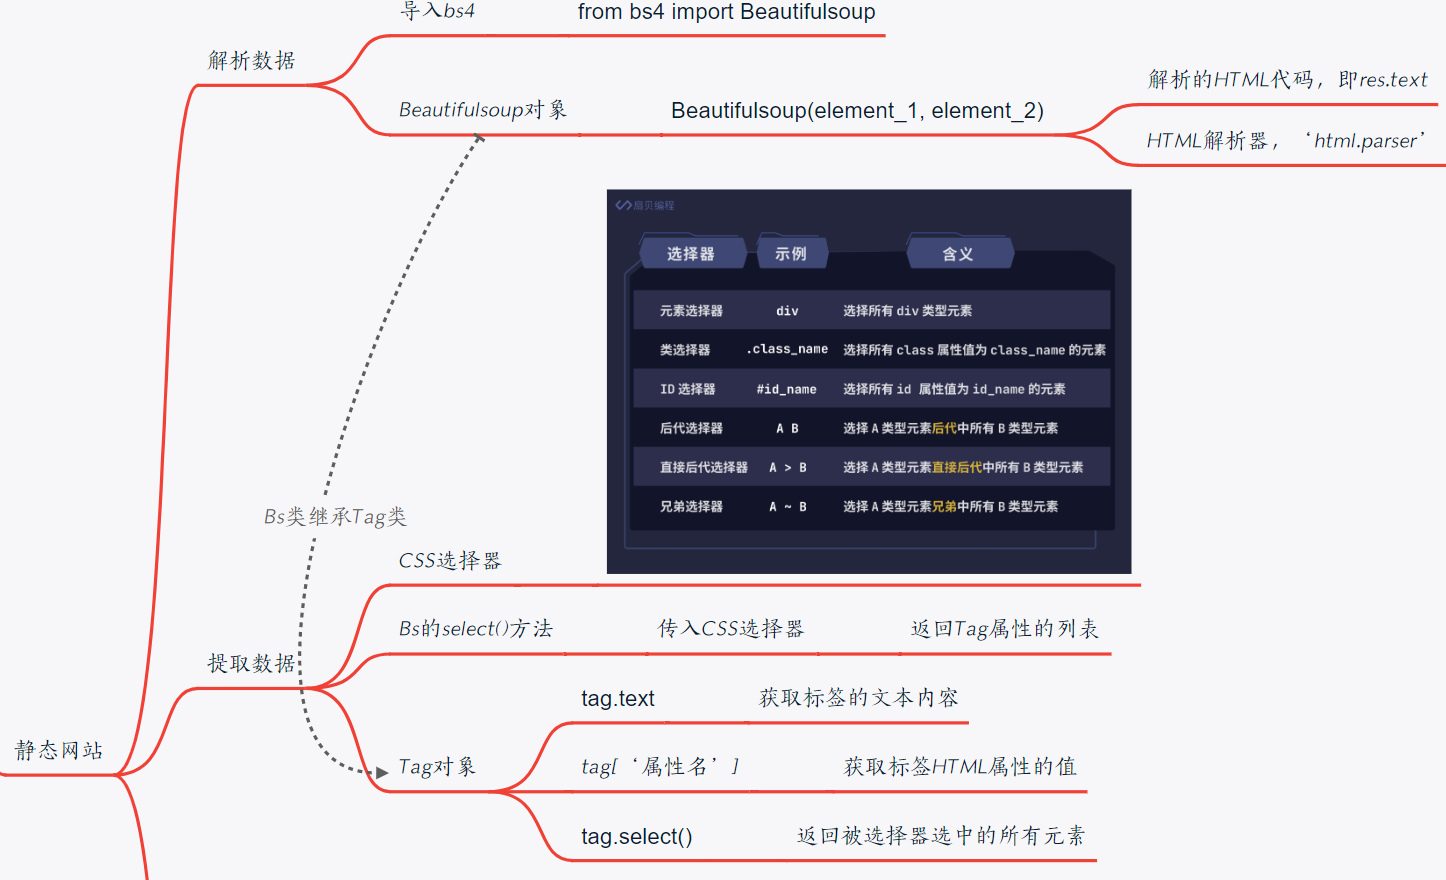 导入bs4 from bs4 import Beautifulsoup
解析数据
Beautifulsoup对象 Beautifulsoup(element_1, element_2)
解析的HTML代码，即res.text
HTML解析器，‘html.parser’
扇贝编程
选择器 示例 含义
元素选择器 div 选择所有 div 类型元素
类选择器 .class_name 选择所有 class 属性值为 class_name 的元素
ID 选择器 #id_name 选择所有 id 属性值为 id_name 的元素
后代选择器 A B 选择 A 类型元素后代中所有 B 类型元素
直接后代选择器 A > B 选择 A 类型元素直接后代中所有 B 类型元素
兄弟选择器 A ~ B 选择 A 类型元素兄弟中所有 B 类型元素
Bs类继承Tag类
CSS选择器
Bs的select()方法 传入CSS选择器 返回Tag属性的列表
提取数据
tag.text 获取标签的文本内容
静态网站
Tag对象 tag[‘属性名’] 获取标签HTML属性的值
tag.select() 返回被选择器选中的所有元素